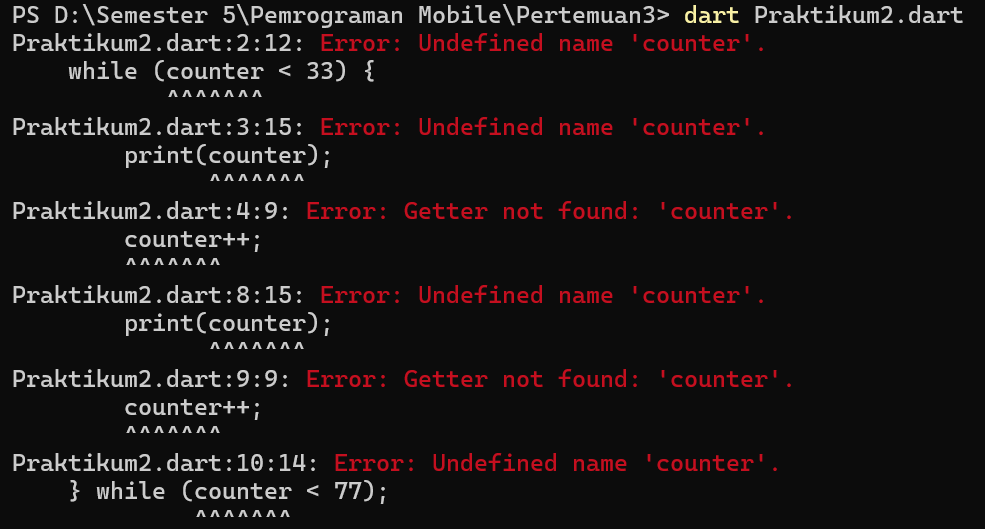 PS D:\Semester 5\Pemrograman Mobile\Pertemuan3> dart Praktikum2.dart
Praktikum2.dart:2:12: Error: Undefined name 'counter'.
    while (counter < 33) {
           ^^^^^^^
Praktikum2.dart:3:15: Error: Undefined name 'counter'.
        print(counter);
              ^^^^^^^
Praktikum2.dart:4:9: Error: Getter not found: 'counter'.
        counter++;
        ^^^^^^^
Praktikum2.dart:8:15: Error: Undefined name 'counter'.
        print(counter);
              ^^^^^^^
Praktikum2.dart:9:9: Error: Getter not found: 'counter'.
        counter++;
        ^^^^^^^
Praktikum2.dart:10:14: Error: Undefined name 'counter'.
    } while (counter < 77);
             ^^^^^^^